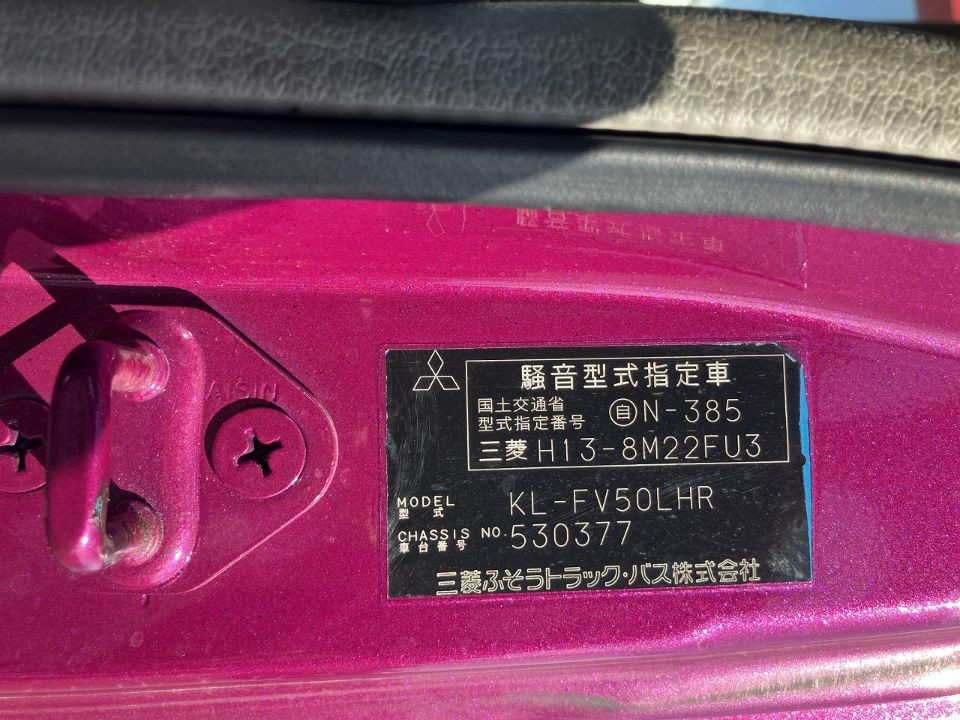 AISIN
騒音型式指定車
国土交通省
型式指定番号 自N-385
三菱 H13-8M22FU3
MODEL
型式 KL-FV50LHR
CHASSIS NO.
車台番号 530377
三菱ふそうトラック・バス株式会社